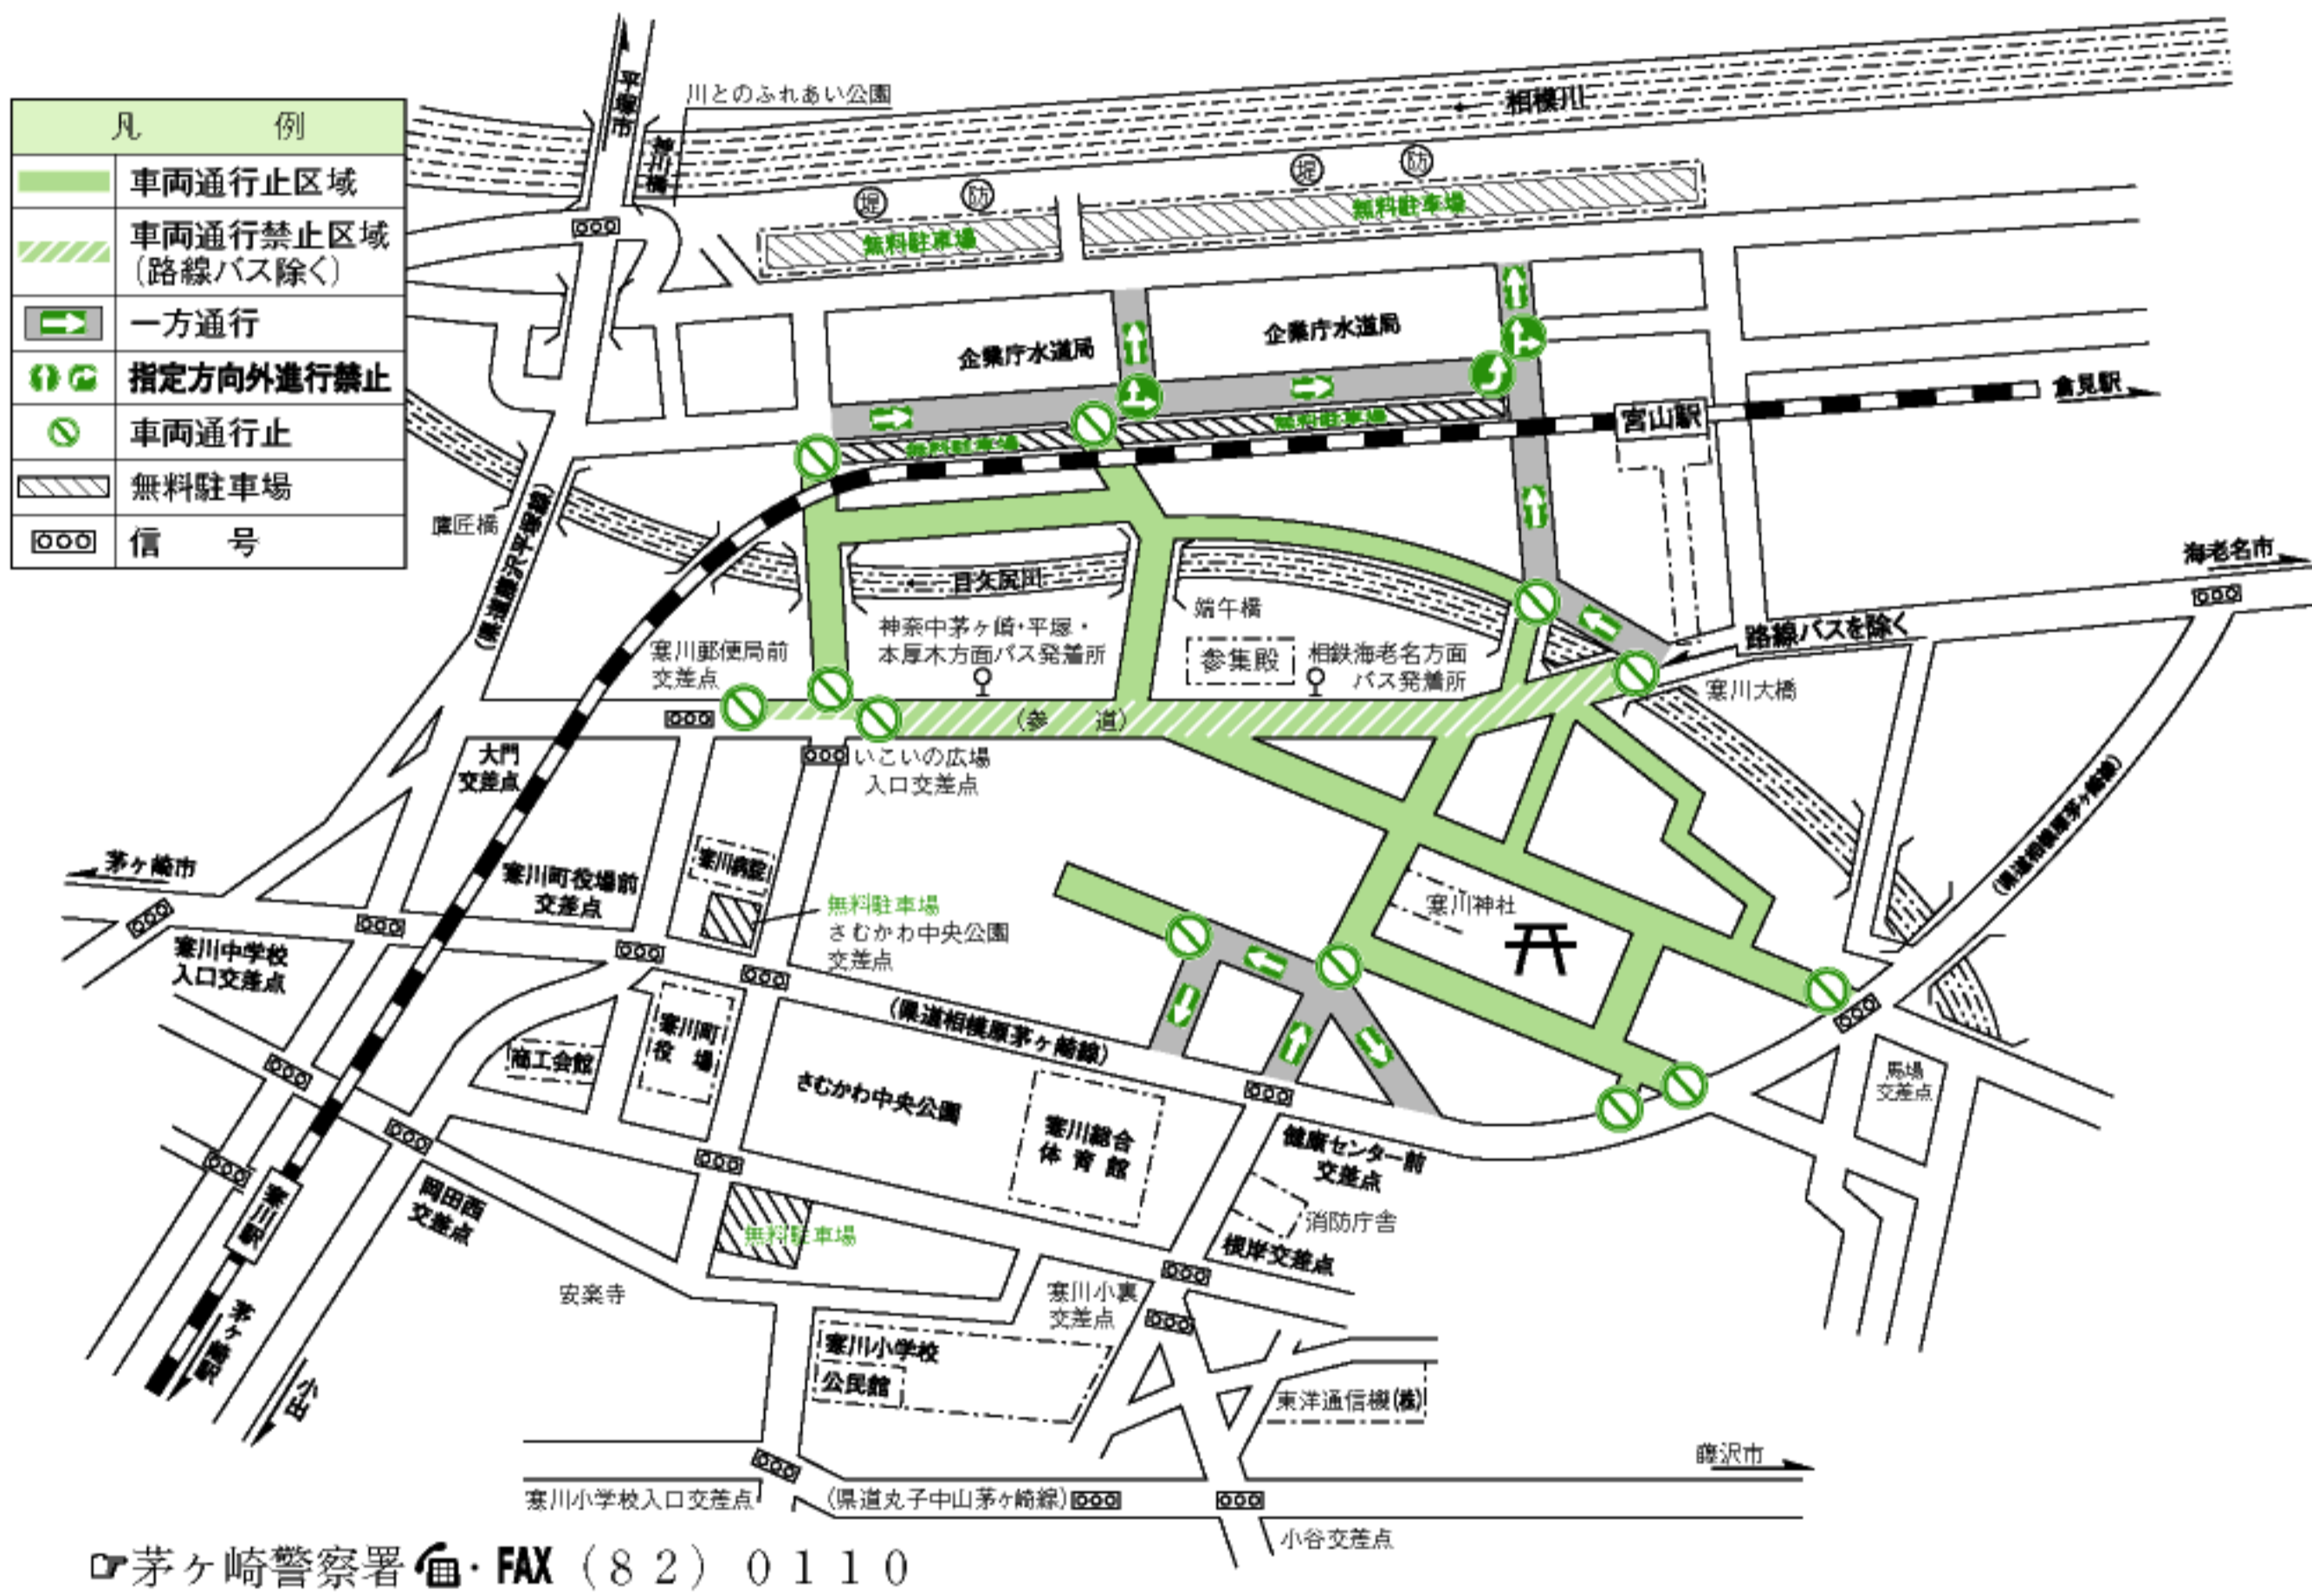 凡　例
車両通行止区域
車両通行禁止区域
(路線バス除く)
一方通行
指定方向外進行禁止
車両通行止
無料駐車場
信　号
平塚市
川とのふれあい公園
神川橋
相模川
堤　防
堤　防
無料駐車場
無料駐車場
企業庁水道局
企業庁水道局
無料駐車場
無料駐車場
宮山駅
倉見駅
鷹匠橋
(県道藤沢平塚線)
目久尻川
海老名市
端午橋
神奈中茅ヶ崎・平塚・
本厚木方面バス発着所
参集殿
相鉄海老名方面
バス発着所
路線バスを除く
寒川大橋
寒川郵便局前
交差点
(参　道)
大門
交差点
いこいの広場
入口交差点
(県道相模原茅ヶ崎線)
茅ヶ崎市
寒川町役場前
交差点
寒川病院
無料駐車場
さむかわ中央公園
交差点
寒川神社
寒川中学校
入口交差点
(県道相模原茅ヶ崎線)
寒川町
役　場
商工会館
さむかわ中央公園
寒川総合
体育館
馬場
交差点
健康センター前
交差点
消防庁舎
根岸交差点
寒川駅
岡田西
交差点
無料駐車場
安楽寺
寒川小裏
交差点
茅ヶ崎駅
小出
寒川小学校
公民館
東洋通信機(株)
藤沢市
寒川小学校入口交差点
(県道丸子中山茅ヶ崎線)
小谷交差点
☞茅ヶ崎警察署☎・FAX (８２) ０１１０